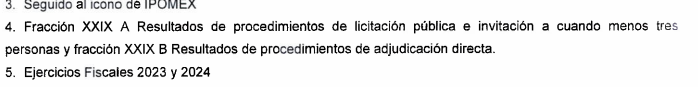 3. Seguido al icono de IPOMEX
4. Fracción XXIX A Resultados de procedimientos de licitación pública e invitación a cuando menos tres
personas y fracción XXIX B Resultados de procedimientos de adjudicación directa.
5. Ejercicios Fiscales 2023 y 2024